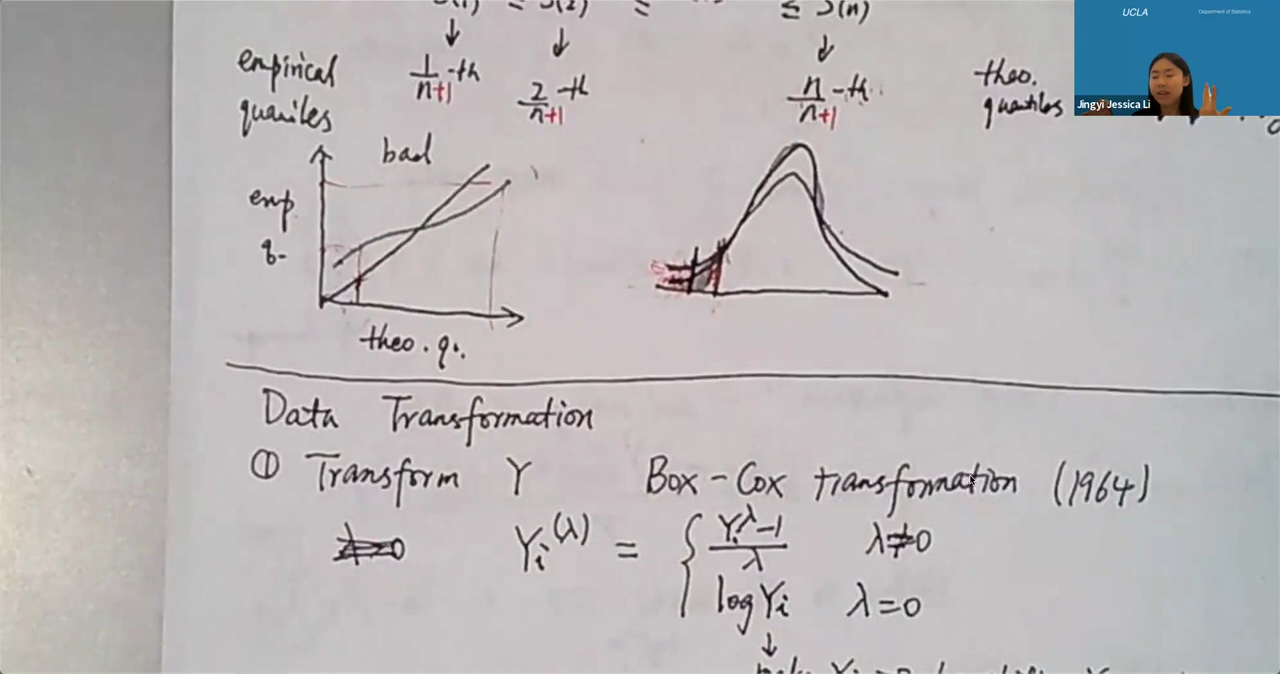 ≤ S(n)
UCLA
Department of Statistics
empirical
quantiles
1/n+1 -th
2/n+1 -th
n/n+1 -th
theo.
quantiles
Jingyi Jessica Li
bad
emp.
q.
theo. q.
Data Transformation
① Transform Y Box-Cox transformation (1964)
Yi^(λ) = { (Yi^λ - 1)/λ λ≠0
log Yi λ=0